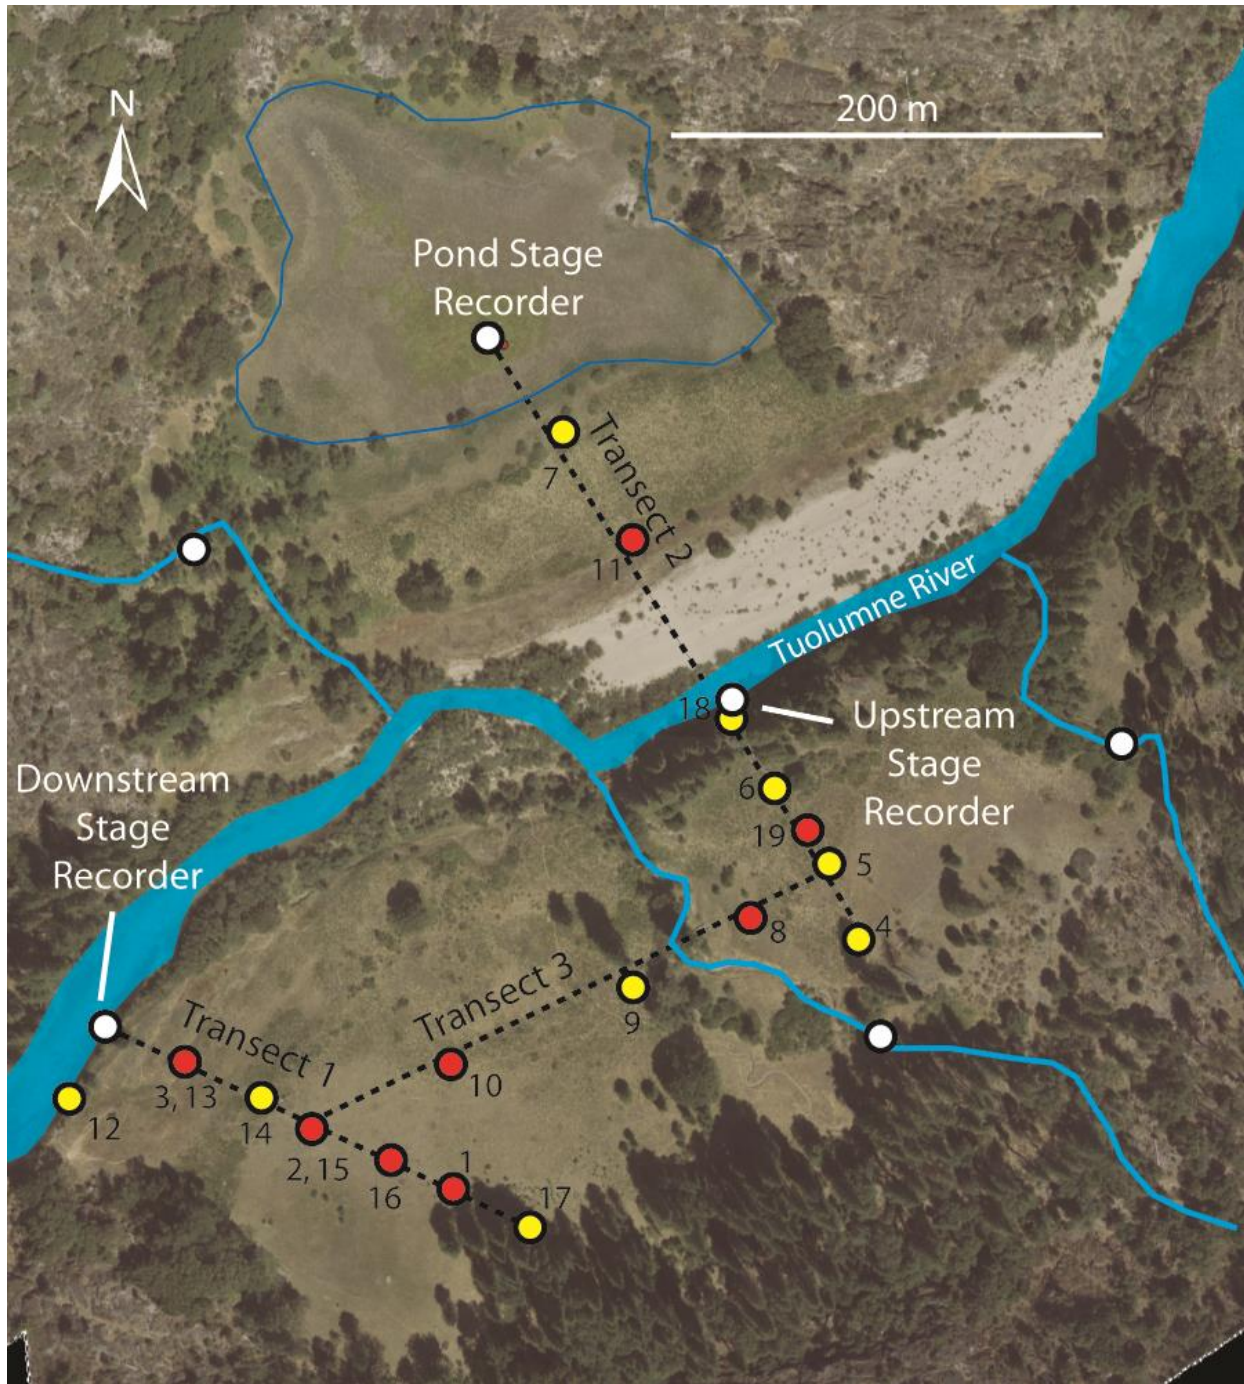 N
200 m
Pond Stage
Recorder
Transect 2
7
11
Tuolumne River
18
Upstream
Stage
Recorder
Downstream
Stage
Recorder
6
19
5
8
4
Transect 3
9
Transect 1
10
3, 13
12
14
2, 15
16
1
17